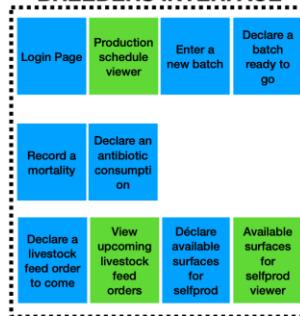 BREEDERS INTERFACE
Login Page
Production
schedule
viewer
Enter a
new batch
Declare a
batch
ready to
go
Record a
mortality
Declare an
antibiotic
consumpti
on
Declare a
livestock
feed order
to come
View
upcoming
livestock
feed
orders
Déclare
available
surfaces
for
selfprod
Available
surfaces
for
selfprod
viewer